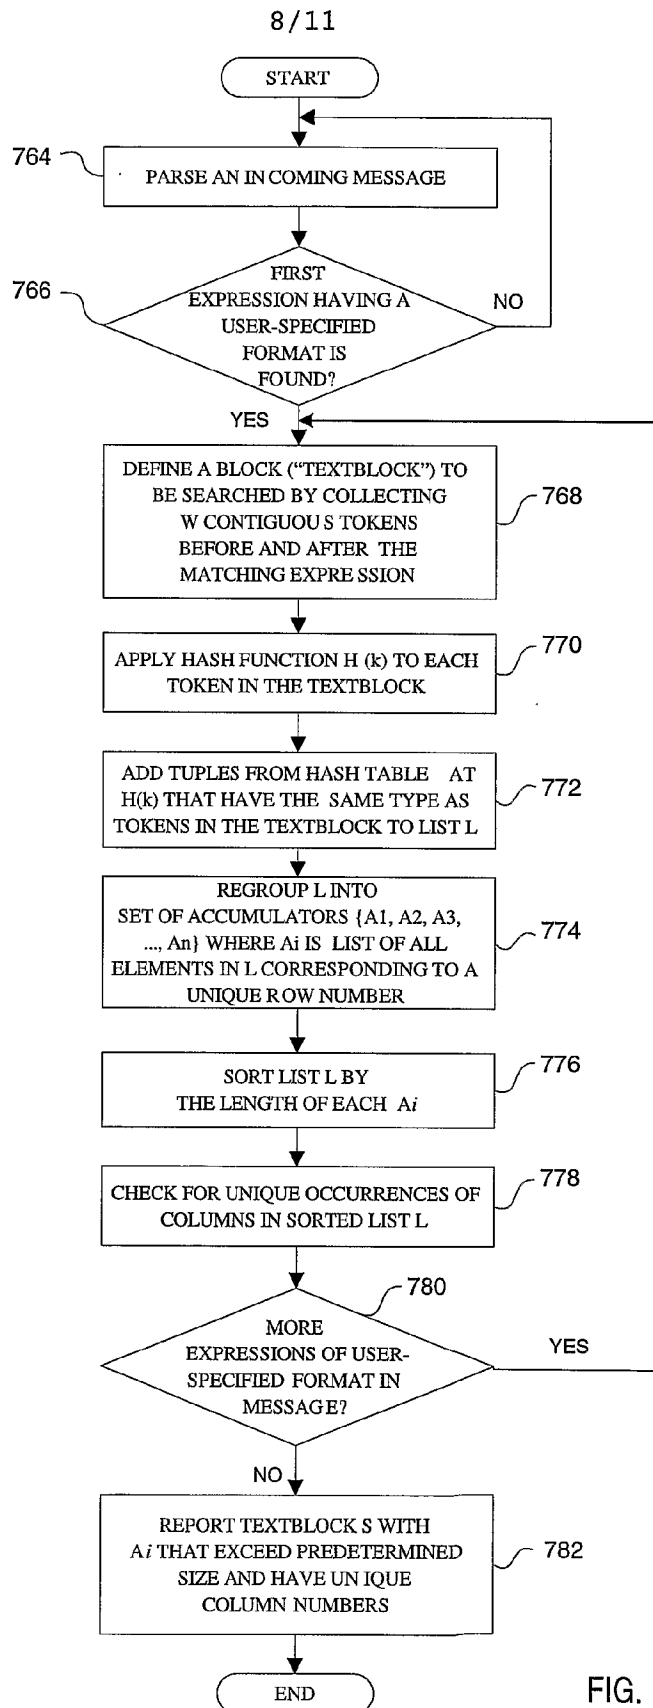 8/11
START
764
PARSE AN IN COMING MESSAGE
766
FIRST
EXPRESSION HAVING A
USER-SPECIFIED
FORMAT IS
FOUND?
NO
YES
DEFINE A BLOCK ("TEXTBLOCK") TO
BE SEARCHED BY COLLECTING
W CONTIGUOU S TOKENS
BEFORE AND AFTER THE
MATCHING EXPRE SSION
768
APPLY HASH FUNCTION H (k) TO EACH
TOKEN IN THE TEXTBLOCK
770
ADD TUPLES FROM HASH TABLE AT
H(k) THAT HAVE THE SAME TYPE AS
TOKENS IN THE TEXTBLOCK TO LIST L
772
REGROUP L INTO
SET OF ACCUMULATORS {A1, A2, A3,
..., An} WHERE Ai IS LIST OF ALL
ELEMENTS IN L CORRESPONDING TO A
UNIQUE ROW NUMBER
774
SORT LIST L BY
THE LENGTH OF EACH Ai
776
CHECK FOR UNIQUE OCCURRENCES OF
COLUMNS IN SORTED LIST L
778
780
MORE
EXPRESSIONS OF USER-
SPECIFIED FORMAT IN
MESSAGE?
YES
NO
REPORT TEXTBLOCK S WITH
Ai THAT EXCEED PREDETERMINED
SIZE AND HAVE UN IQUE
COLUMN NUMBERS
782
END
FIG.